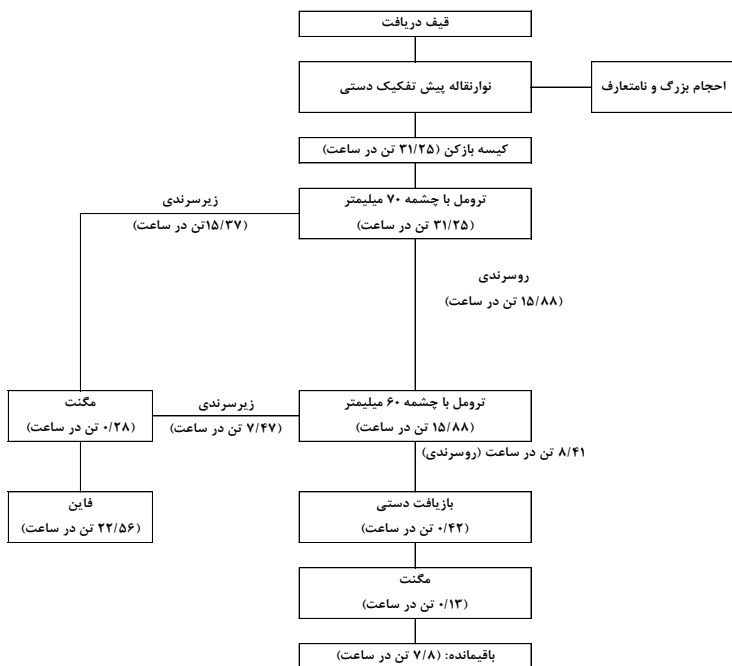 قیف دریافت
نوارنقاله پیش تفکیک دستی
احجام بزرگ و نامتعارف
کیسه بازکن (۳۱/۲۵ تن در ساعت)
ترومل با چشمه ۷۰ میلیمتر
(۳۱/۲۵ تن در ساعت)
زیرسرندی
(۱۵/۳۷تن در ساعت)
روسرندی
(۱۵/۸۸ تن در ساعت)
ترومل با چشمه ۶۰ میلیمتر
(۱۵/۸۸ تن در ساعت)
زیرسرندی
(۷/۴۷ تن در ساعت)
مگنت
(۰/۲۸ تن در ساعت)
۸/۴۱ تن در ساعت (روسرندی)
فاین
(۲۲/۵۶ تن در ساعت)
بازیافت دستی
(۰/۴۲ تن در ساعت)
مگنت
(۰/۱۳ تن در ساعت)
باقیمانده: (۷/۸ تن در ساعت)